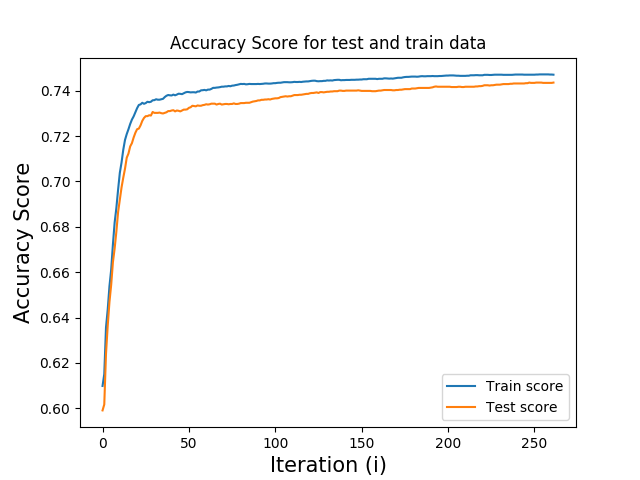 Accuracy Score for test and train data
Accuracy Score
0.74
0.72
0.70
0.68
0.66
0.64
0.62
0.60
Train score
Test score
0 50 100 150 200 250
Iteration (i)